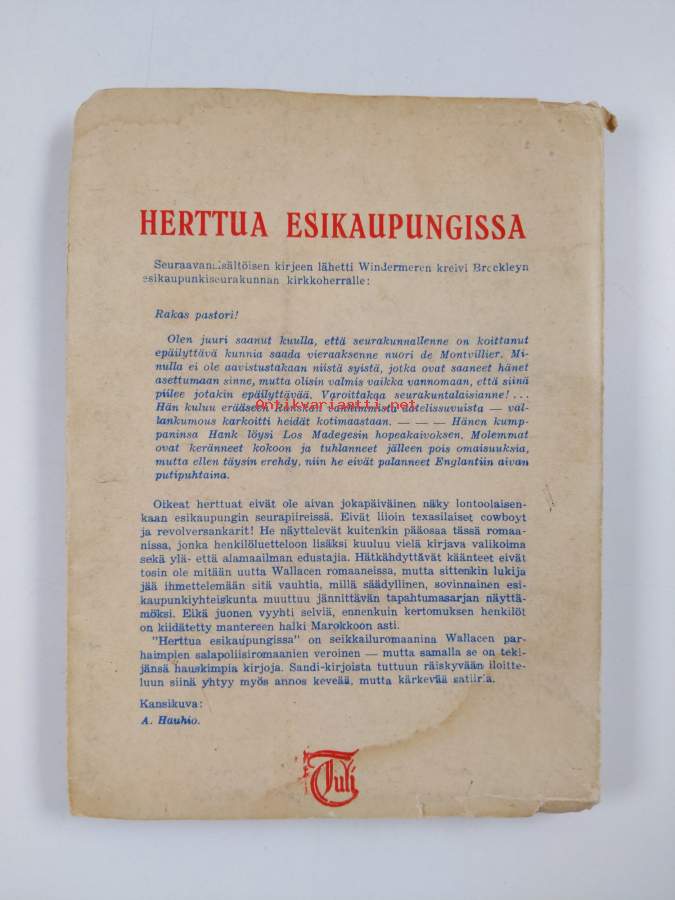 HERTTUA ESIKAUPUNGISSA
Seuraavansisältöisen kirjeen lähetti Windermeren kreivi Brockleyn
esikaupunkiseurakunnan kirkkoherralle:
Rakas pastori!
Olen juuri saanut kuulla, että seurakunnallenne on koittanut
epäilyttävä kunnia saada vieraaksenne nuori de Montvillier. Mi-
nulla ei ole aavistustakaan niistä syistä, jotka ovat saaneet hänet
asettumaan sinne, mutta olisin valmis vaikka vannomaan, että siinä
piilee jotakin epäilyttävää. Varoittakaa seurakuntalaisianne! ...
Antikvariaatti.net
Hän kuluu erääseen Ranskan vanhimmista aatelissuvuista — val-
lankumous karkoitti heidät kotimaastaan. — — — Hänen kump-
paninsa Hank löysi Los Madegesin hopeakaivoksen. Molemmat
ovat keränneet kokoon ja tuhlanneet jälleen pois omaisuuksia,
mutta ellen täysin erehdy, niin he eivät palanneet Englantiin aivan
putipuhtaina.
Oikeat herttuat eivät ole aivan jokapäiväinen näky lontoolaisen-
kaan esikaupungin seurapiireissä. Eivät liioin texasilaiset cowboyt
ja revolversankarit! He näyttelevät kuitenkin pääosaa tässä romaa-
nissa, jonka henkilöluetteloon lisäksi kuuluu vielä kirjava valikoima
sekä ylä- että alamaailman edustajia. Hätkähdyttävät käänteet eivät
tosin ole mitään uutta Wallacen romaaneissa, mutta sittenkin lukija
jää ihmettelemään sitä vauhtia, millä säädyllinen, sovinnainen esi-
kaupunkiyhteiskunta muuttuu jännittävän tapahtumasarjan näyttä-
möksi. Eikä juonen vyyhti selviä, ennenkuin kertomuksen henkilöt
on kiidätetty mantereen halki Marokkoon asti.
"Herttua esikaupungissa" on seikkailuromaanina Wallacen par-
haimpien salapoliisiromaanien veroinen — mutta samalla se on teki-
jänsä hauskimpia kirjoja. Sandi-kirjoista tuttuun räiskyvään iloitte-
luun siinä yhtyy myös annos keveää, mutta kärkevää satiiria.
Kansikuva:
A. Hauhio.
Tuli